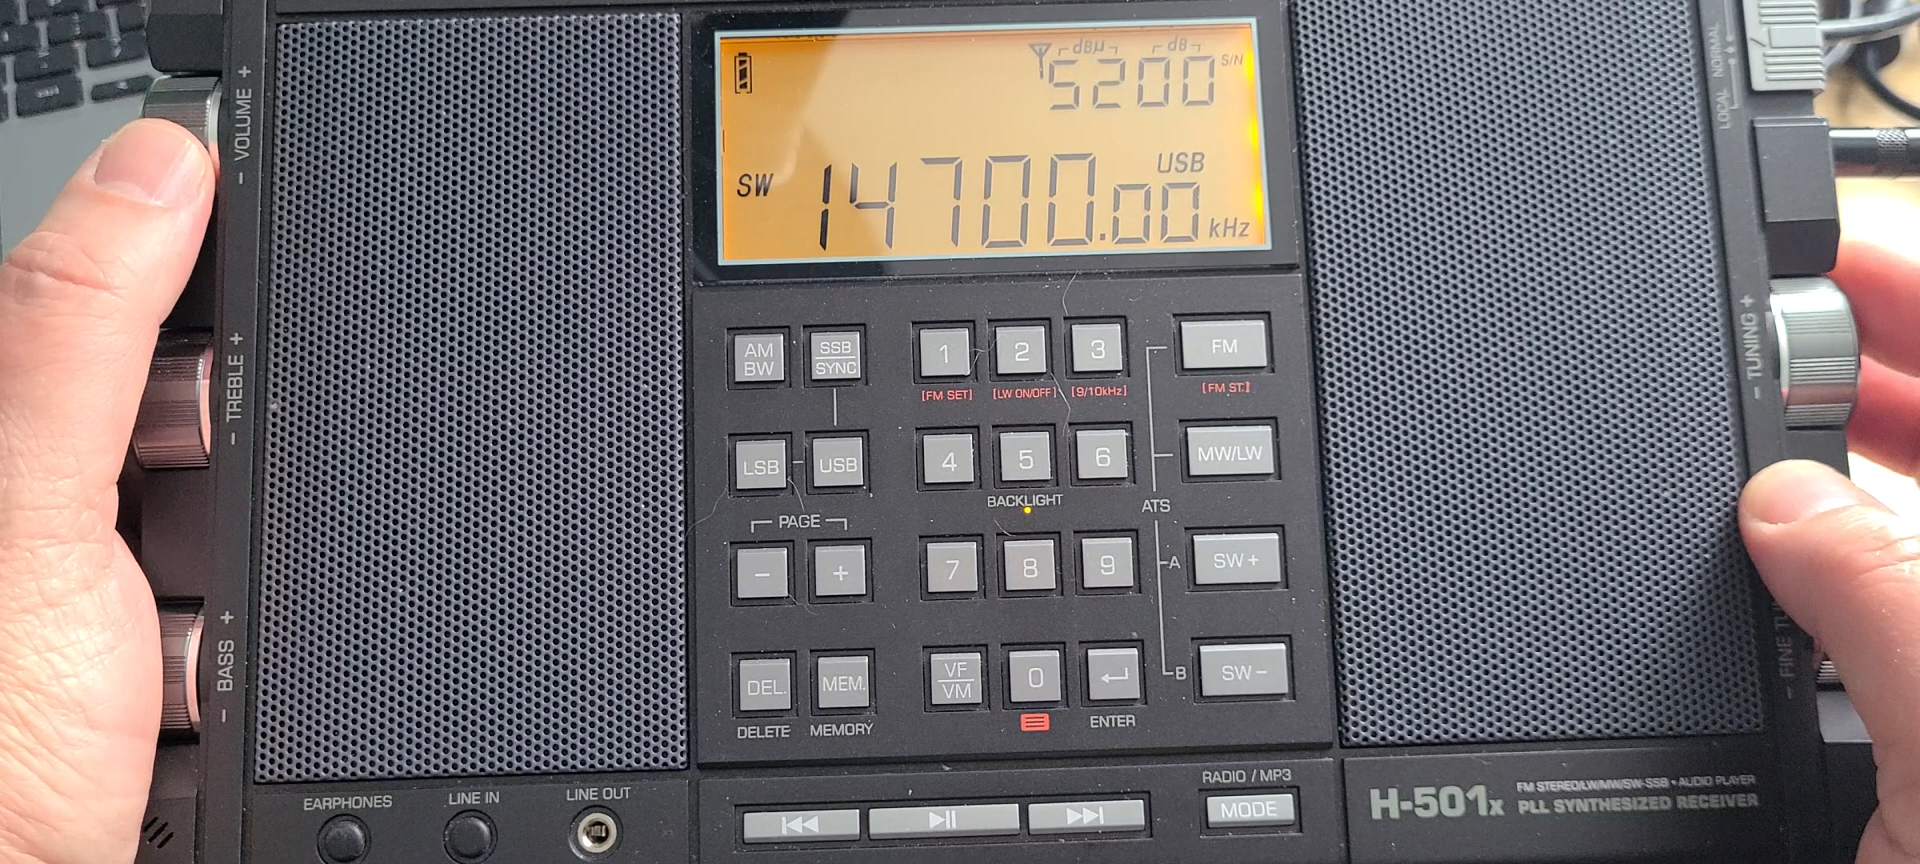 dBµ dB
5200 S/N
USB
SW 14700.00 kHz
- VOLUME +
- TREBLE +
- BASS +
LOCAL NORMAL
- TUNING +
- FINE TU
AM BW
SSB SYNC
1 2 3
FM
[FM SET] [LW ON/OFF] [9/10kHz]
[FM ST.]
LSB USB
4 5 6
MW/LW
BACKLIGHT
ATS
PAGE
- +
7 8 9
A
SW +
DEL. MEM.
VF VM
0
B
SW -
DELETE MEMORY
ENTER
EARPHONES LINE IN LINE OUT
RADIO / MP3
MODE
H-501x
FM STEREO/LW/MW/SW-SSB • AUDIO PLAYER
PLL SYNTHESIZED RECEIVER